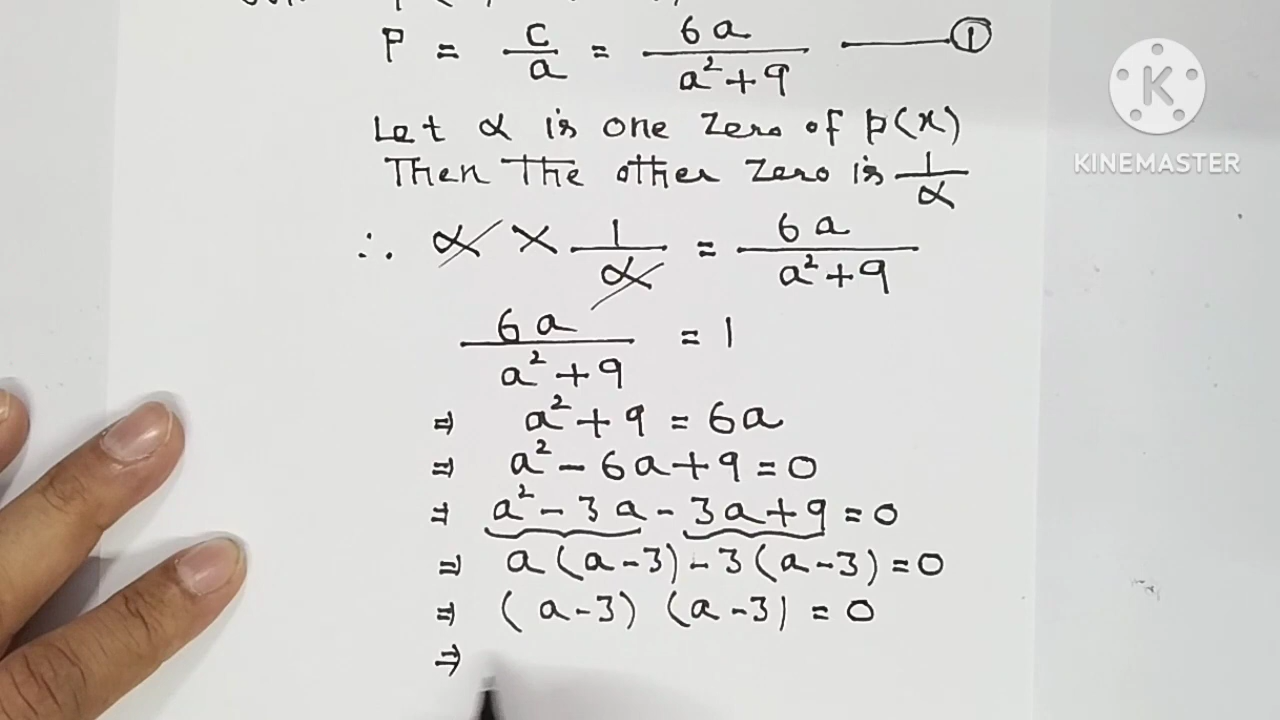 P = c/a = 6a/(a²+9) ——— ①
Let α is one zero of p(x)
Then The other zero is 1/α
∴ α × 1/α = 6a/(a²+9)
6a/(a²+9) = 1
⇒ a²+9 = 6a
⇒ a² - 6a + 9 = 0
⇒ a² - 3a - 3a + 9 = 0
⇒ a(a-3) - 3(a-3) = 0
⇒ (a-3) (a-3) = 0
⇒
K
KINEMASTER